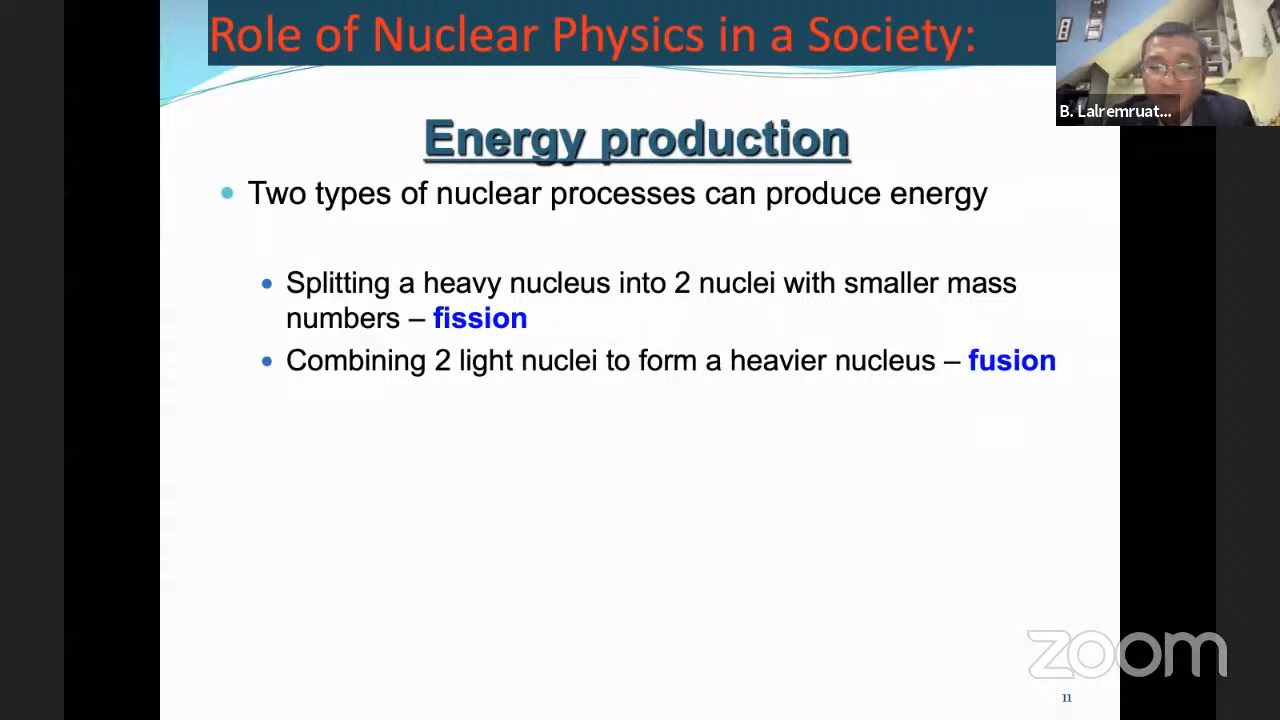 Role of Nuclear Physics in a Society:
B. Lalremruat...
Energy production
• Two types of nuclear processes can produce energy
• Splitting a heavy nucleus into 2 nuclei with smaller mass
numbers – fission
• Combining 2 light nuclei to form a heavier nucleus – fusion
zoom
11